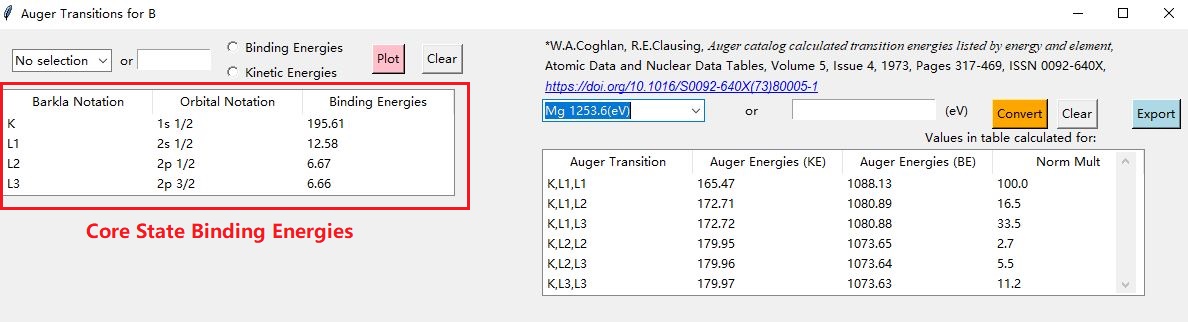 Auger Transitions for B
No selection or
Binding Energies
Kinetic Energies
Plot Clear
Barkla Notation Orbital Notation Binding Energies
K 1s 1/2 195.61
L1 2s 1/2 12.58
L2 2p 1/2 6.67
L3 2p 3/2 6.66
Core State Binding Energies
*W.A.Coghlan, R.E.Clausing, Auger catalog calculated transition energies listed by energy and element,
Atomic Data and Nuclear Data Tables, Volume 5, Issue 4, 1973, Pages 317-469, ISSN 0092-640X,
https://doi.org/10.1016/S0092-640X(73)80005-1
Mg 1253.6(eV) or (eV) Convert Clear Export
Values in table calculated for:
Auger Transition Auger Energies (KE) Auger Energies (BE) Norm Mult
K,L1,L1 165.47 1088.13 100.0
K,L1,L2 172.71 1080.89 16.5
K,L1,L3 172.72 1080.88 33.5
K,L2,L2 179.95 1073.65 2.7
K,L2,L3 179.96 1073.64 5.5
K,L3,L3 179.97 1073.63 11.2